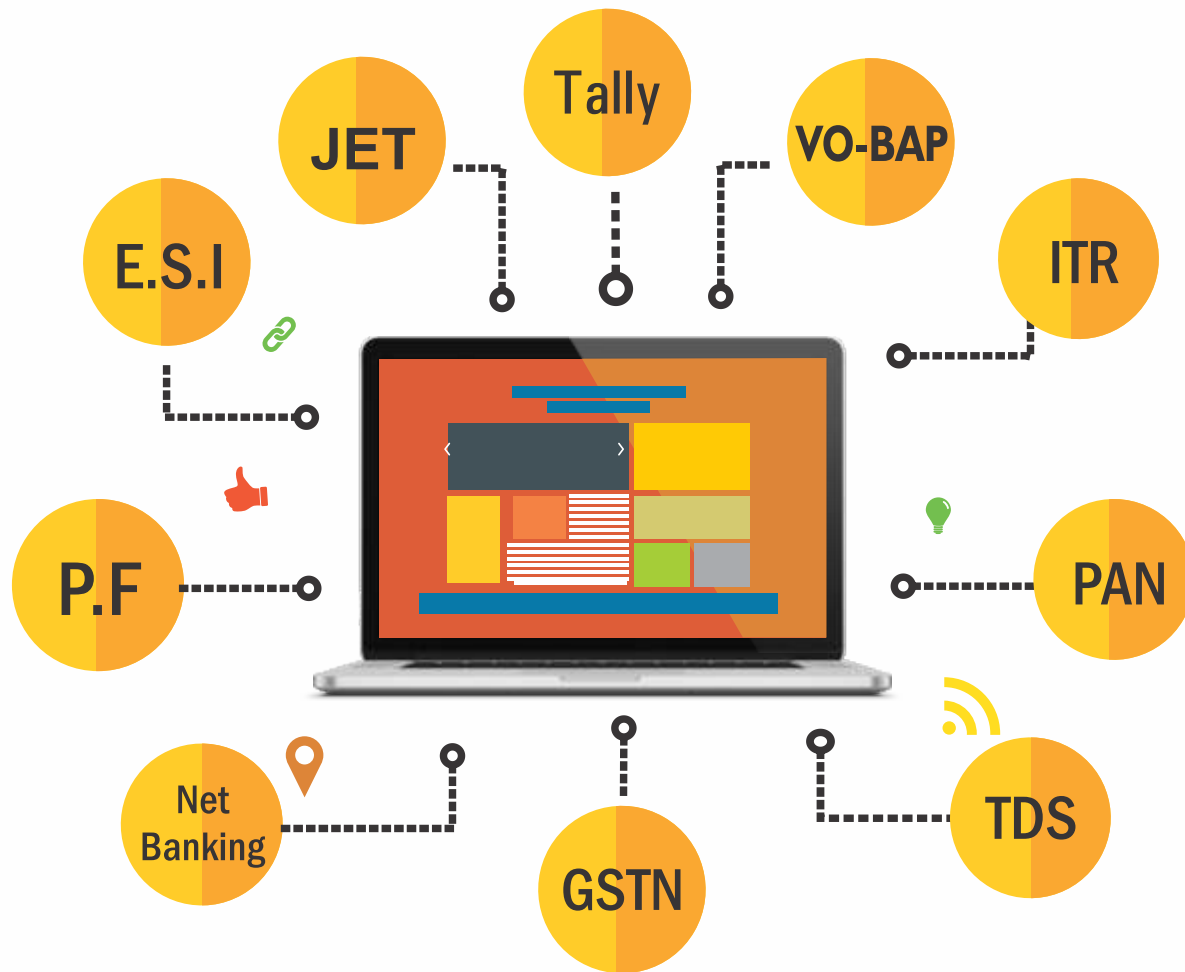 Tally
JET
VO-BAP
E.S.I
ITR
P.F
PAN
Net
Banking
TDS
GSTN